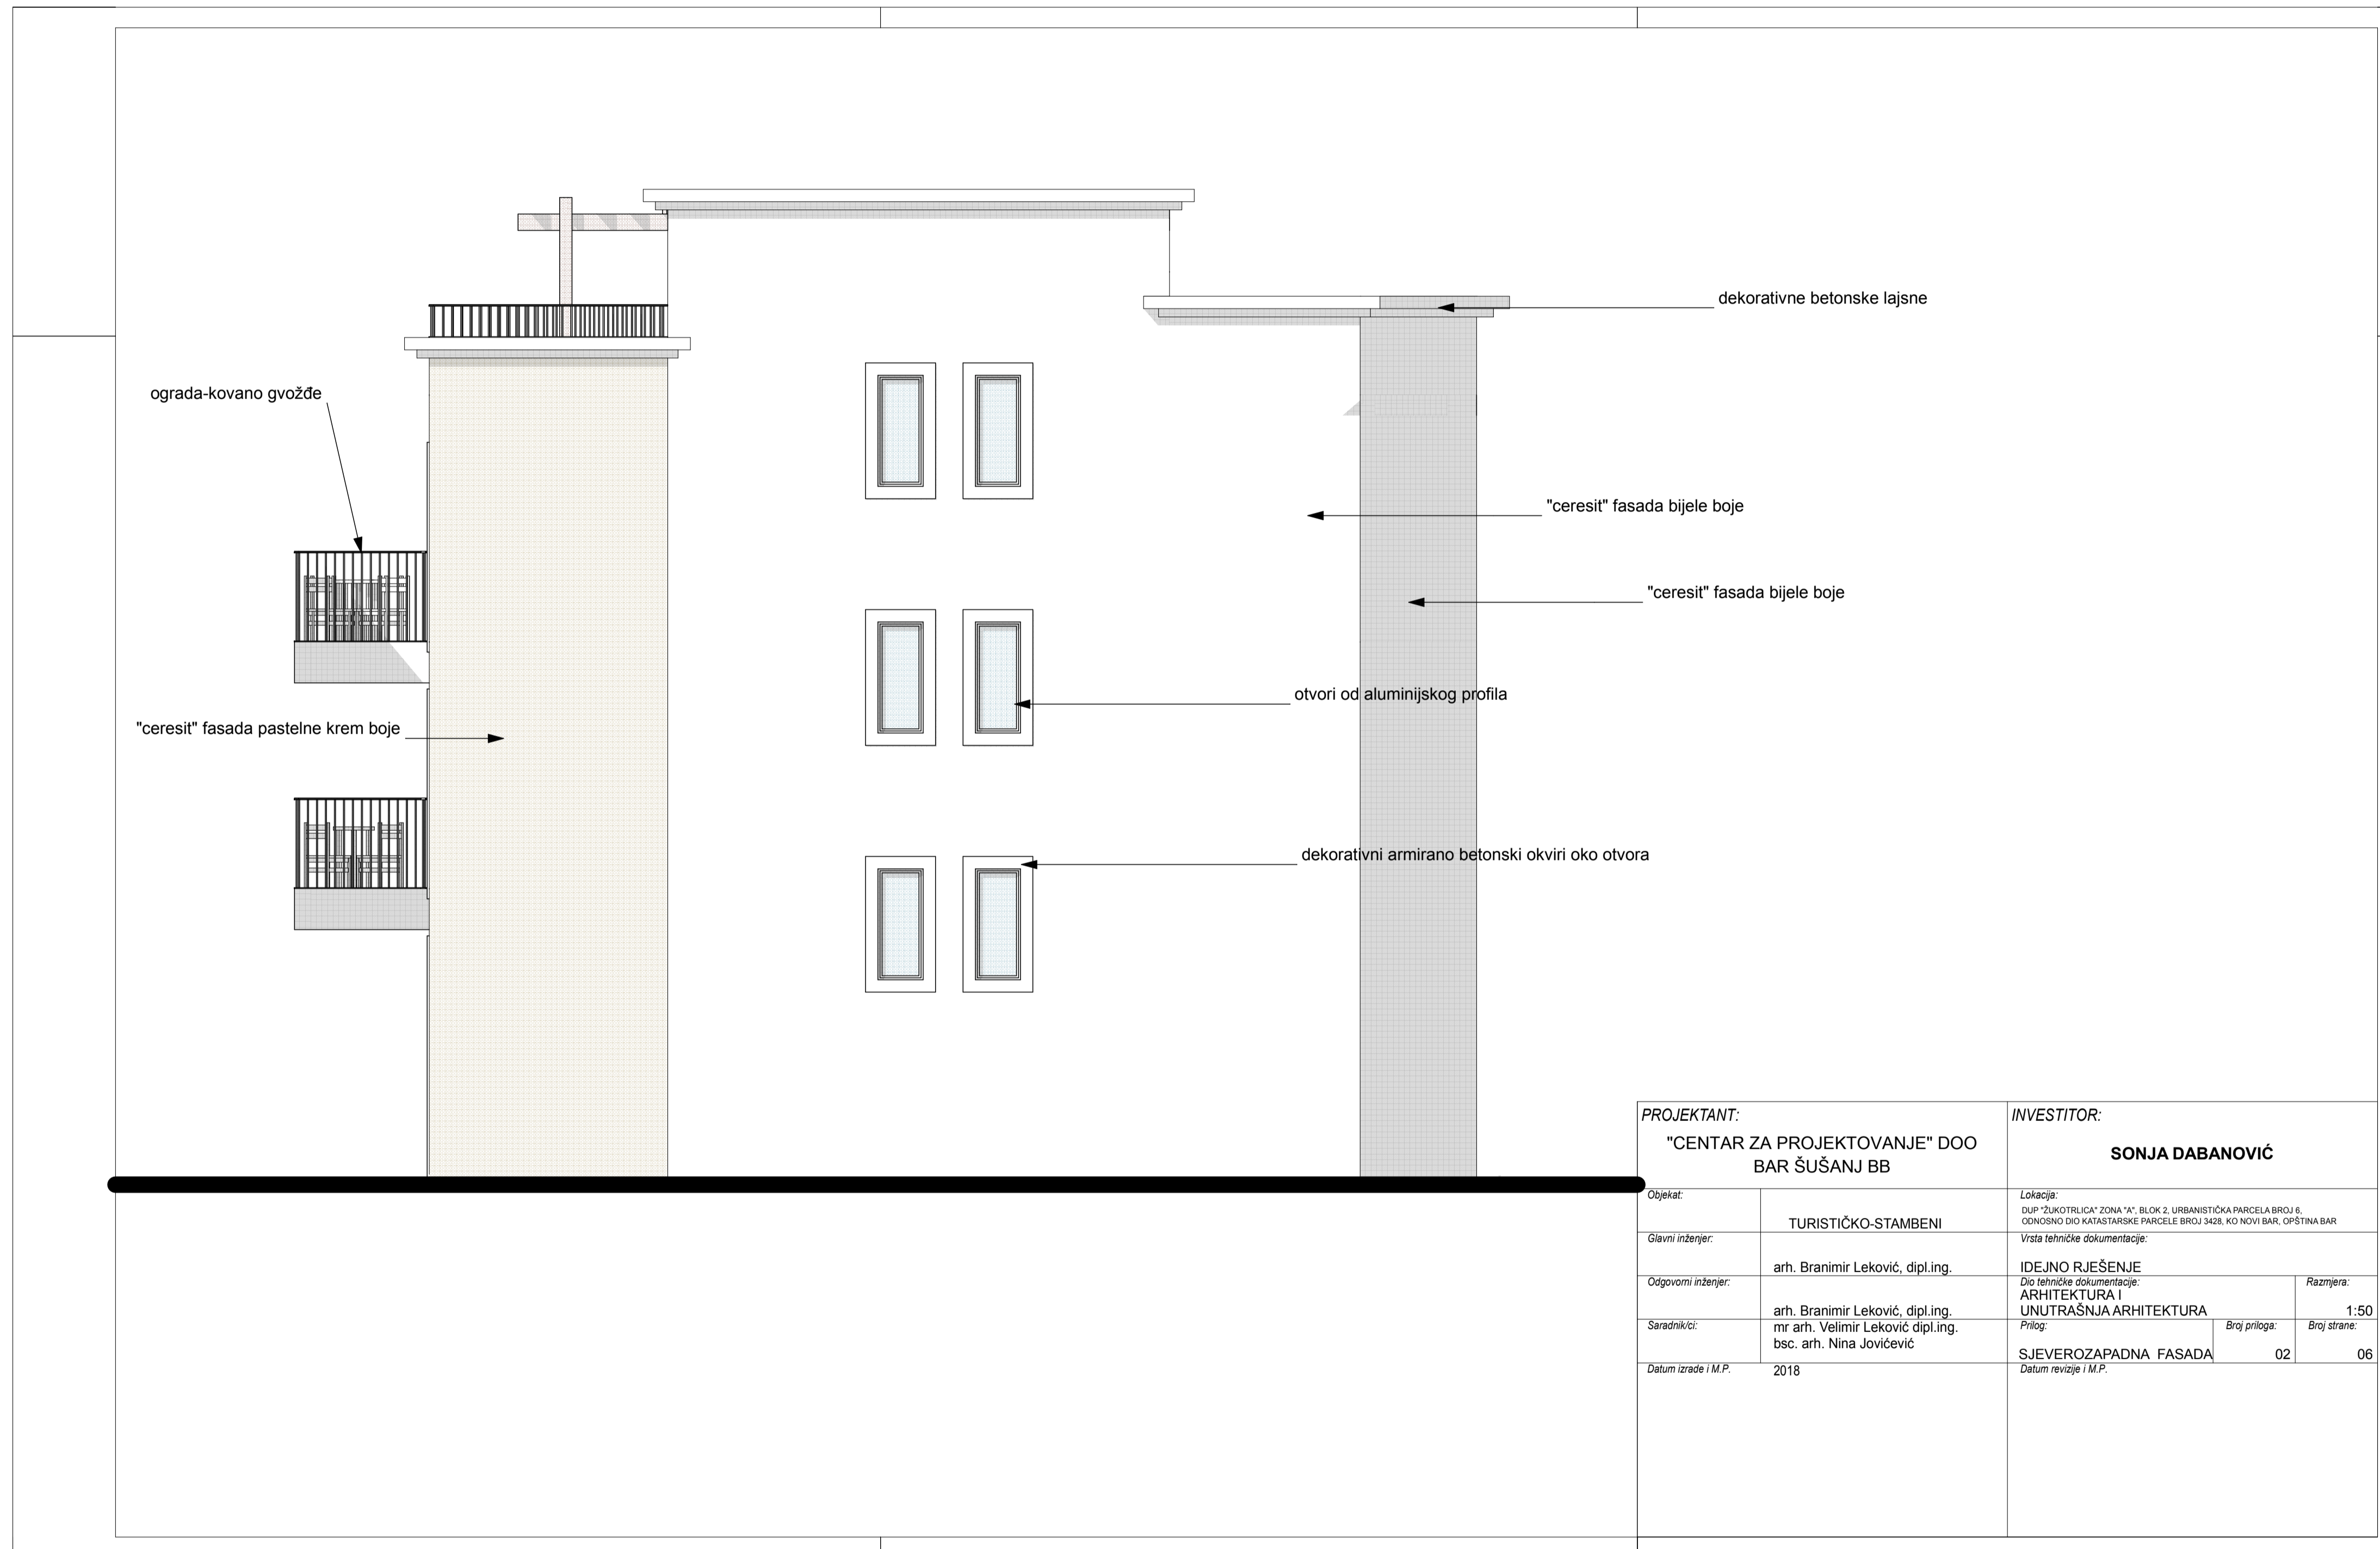 dekorativne betonske lajsne
ograda-kovano gvožđe
"ceresit" fasada bijele boje
"ceresit" fasada bijele boje
otvori od aluminijskog profila
"ceresit" fasada pastelne krem boje
dekorativni armirano betonski okviri oko otvora
PROJEKTANT:
"CENTAR ZA PROJEKTOVANJE" DOO
BAR ŠUŠANJ BB
INVESTITOR:
SONJA DABANOVIĆ
Objekat:
TURISTIČKO-STAMBENI
Lokacija:
DUP "ŽUKOTRLICA" ZONA "A", BLOK 2, URBANISTIČKA PARCELA BROJ 6,
ODNOSNO DIO KATASTARSKE PARCELE BROJ 3428, KO NOVI BAR, OPŠTINA BAR
Glavni inženjer:
arh. Branimir Leković, dipl.ing.
Vrsta tehničke dokumentacije:
IDEJNO RJEŠENJE
Odgovorni inženjer:
arh. Branimir Leković, dipl.ing.
Dio tehničke dokumentacije:
ARHITEKTURA I
UNUTRAŠNJA ARHITEKTURA
Razmjera:
1:50
Saradnik/ci:
mr arh. Velimir Leković dipl.ing.
bsc. arh. Nina Jovićević
Prilog:
SJEVEROZAPADNA FASADA
Broj priloga:
02
Broj strane:
06
Datum izrade i M.P.
2018
Datum revizije i M.P.